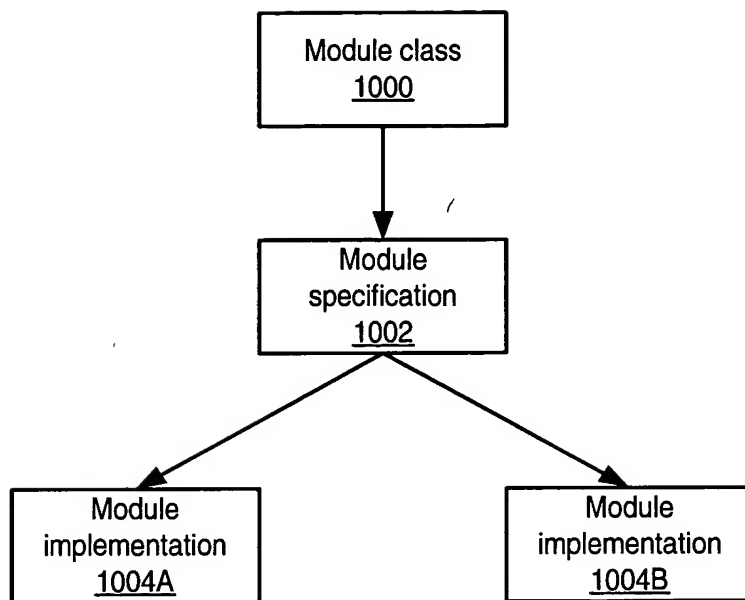 Module class
1000
Module
specification
1002
Module
implementation
1004A
Module
implementation
1004B